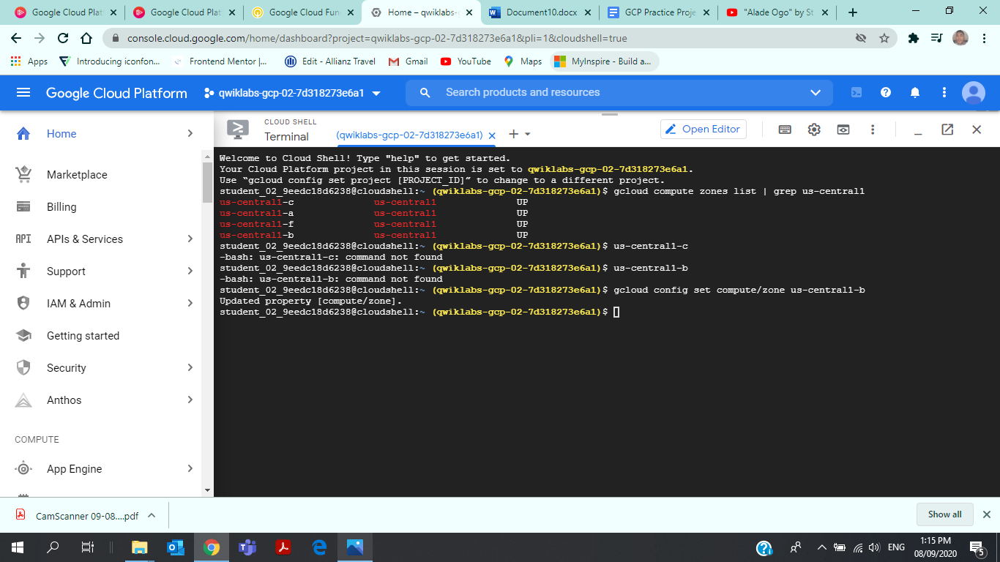 Google Cloud Plat
Google Cloud Plat
Google Cloud Fun
Home – qwiklabs-g
Document10.docx
GCP Practice Proje
"Alade Ogo" by St
console.cloud.google.com/home/dashboard?project=qwiklabs-gcp-02-7d318273e6a1&pli=1&cloudshell=true
Apps
Introducing iconfon...
Frontend Mentor |...
Edit - Allianz Travel
Gmail
YouTube
Maps
MyInspire - Build a...
Google Cloud Platform
qwiklabs-gcp-02-7d318273e6a1
Search products and resources
Home
Marketplace
Billing
API APIs & Services
Support
IAM & Admin
Getting started
Security
Anthos
COMPUTE
App Engine
CLOUD SHELL
Terminal
(qwiklabs-gcp-02-7d318273e6a1)
Open Editor
Welcome to Cloud Shell! Type "help" to get started.
Your Cloud Platform project in this session is set to qwiklabs-gcp-02-7d318273e6a1.
Use “gcloud config set project [PROJECT_ID]” to change to a different project.
student_02_9eedc18d6238@cloudshell:~ (qwiklabs-gcp-02-7d318273e6a1)$ gcloud compute zones list | grep us-central1
us-central1-c us-central1 UP
us-central1-a us-central1 UP
us-central1-f us-central1 UP
us-central1-b us-central1 UP
student_02_9eedc18d6238@cloudshell:~ (qwiklabs-gcp-02-7d318273e6a1)$ us-central1-c
-bash: us-central1-c: command not found
student_02_9eedc18d6238@cloudshell:~ (qwiklabs-gcp-02-7d318273e6a1)$ us-central1-b
-bash: us-central1-b: command not found
student_02_9eedc18d6238@cloudshell:~ (qwiklabs-gcp-02-7d318273e6a1)$ gcloud config set compute/zone us-central1-b
Updated property [compute/zone].
student_02_9eedc18d6238@cloudshell:~ (qwiklabs-gcp-02-7d318273e6a1)$
CamScanner 09-08....pdf
Show all
ENG
1:15 PM
08/09/2020
5